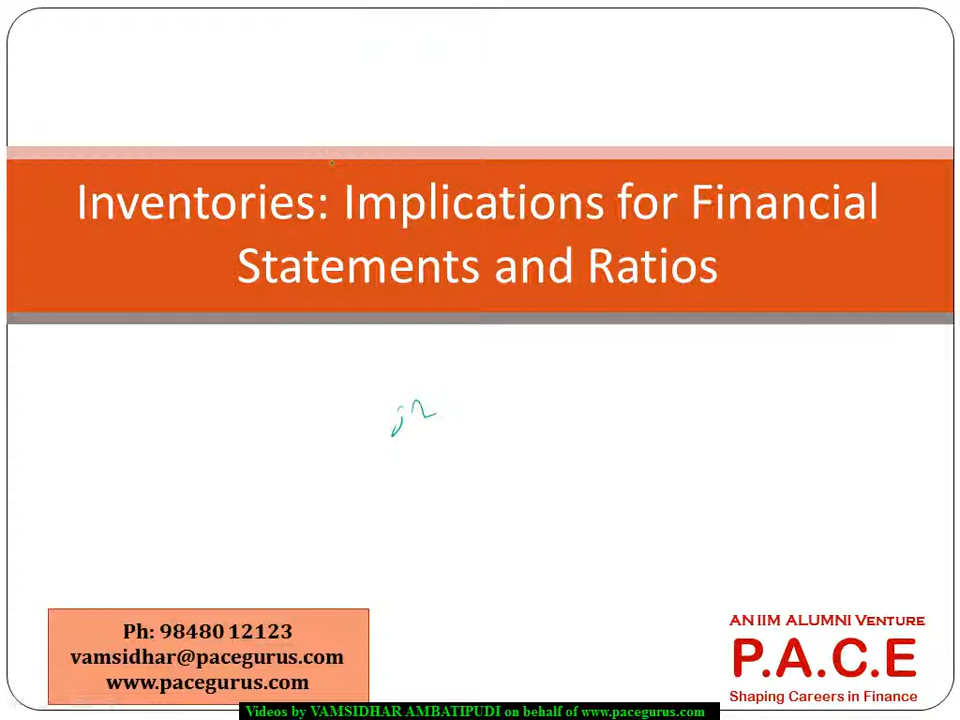 Inventories: Implications for Financial
Statements and Ratios
Ph: 98480 12123
vamsidhar@pacegurus.com
www.pacegurus.com
AN IIM ALUMNI VENTURE
P.A.C.E
Shaping Careers in Finance
Videos by VAMSIDHAR AMBATIPUDI on behalf of www.pacegurus.com